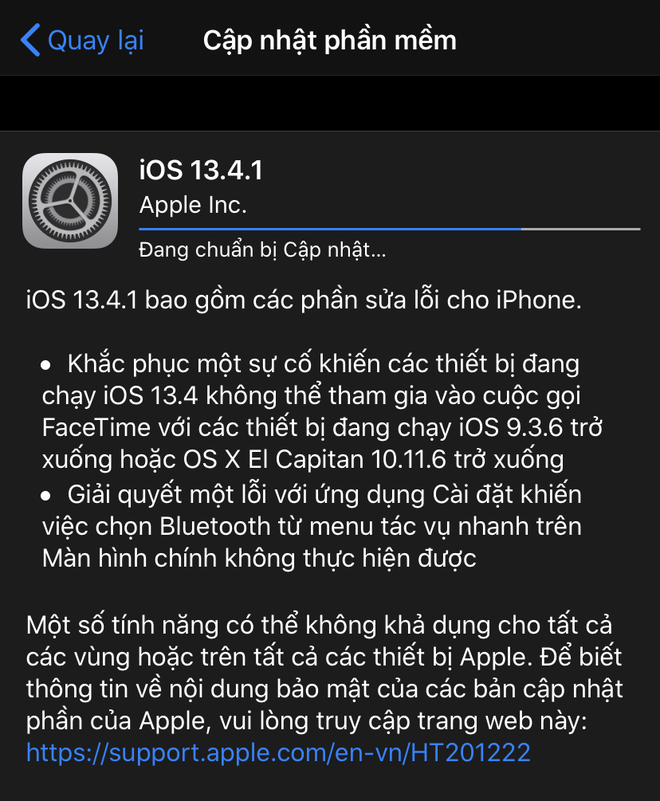 Quay lại
Cập nhật phần mềm
iOS 13.4.1
Apple Inc.
Đang chuẩn bị Cập nhật...
iOS 13.4.1 bao gồm các phần sửa lỗi cho iPhone.
• Khắc phục một sự cố khiến các thiết bị đang
chạy iOS 13.4 không thể tham gia vào cuộc gọi
FaceTime với các thiết bị đang chạy iOS 9.3.6 trở
xuống hoặc OS X El Capitan 10.11.6 trở xuống
• Giải quyết một lỗi với ứng dụng Cài đặt khiến
việc chọn Bluetooth từ menu tác vụ nhanh trên
Màn hình chính không thực hiện được
Một số tính năng có thể không khả dụng cho tất cả
các vùng hoặc trên tất cả các thiết bị Apple. Để biết
thông tin về nội dung bảo mật của các bản cập nhật
phần của Apple, vui lòng truy cập trang web này:
https://support.apple.com/en-vn/HT201222